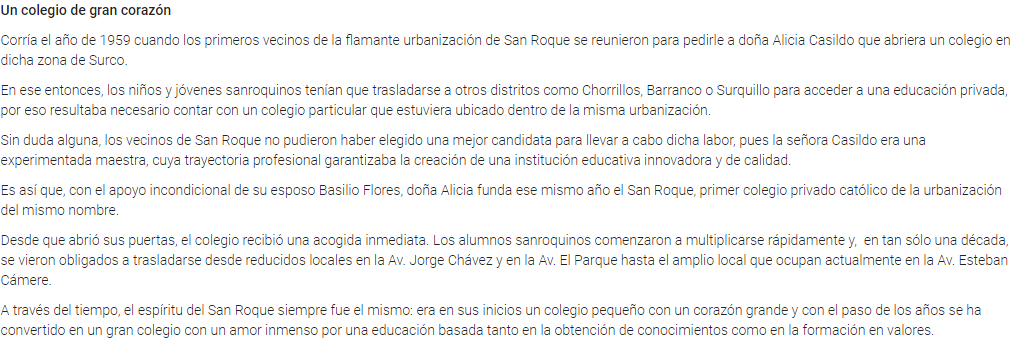 Un colegio de gran corazón
Corría el año de 1959 cuando los primeros vecinos de la flamante urbanización de San Roque se reunieron para pedirle a doña Alicia Casildo que abriera un colegio en
dicha zona de Surco.
En ese entonces, los niños y jóvenes sanroquinos tenían que trasladarse a otros distritos como Chorrillos, Barranco o Surquillo para acceder a una educación privada,
por eso resultaba necesario contar con un colegio particular que estuviera ubicado dentro de la misma urbanización.
Sin duda alguna, los vecinos de San Roque no pudieron haber elegido una mejor candidata para llevar a cabo dicha labor, pues la señora Casildo era una
experimentada maestra, cuya trayectoria profesional garantizaba la creación de una institución educativa innovadora y de calidad.
Es así que, con el apoyo incondicional de su esposo Basilio Flores, doña Alicia funda ese mismo año el San Roque, primer colegio privado católico de la urbanización
del mismo nombre.
Desde que abrió sus puertas, el colegio recibió una acogida inmediata. Los alumnos sanroquinos comenzaron a multiplicarse rápidamente y, en tan sólo una década,
se vieron obligados a trasladarse desde reducidos locales en la Av. Jorge Chávez y en la Av. El Parque hasta el amplio local que ocupan actualmente en la Av. Esteban
Cámere.
A través del tiempo, el espíritu del San Roque siempre fue el mismo: era en sus inicios un colegio pequeño con un corazón grande y con el paso de los años se ha
convertido en un gran colegio con un amor inmenso por una educación basada tanto en la obtención de conocimientos como en la formación en valores.